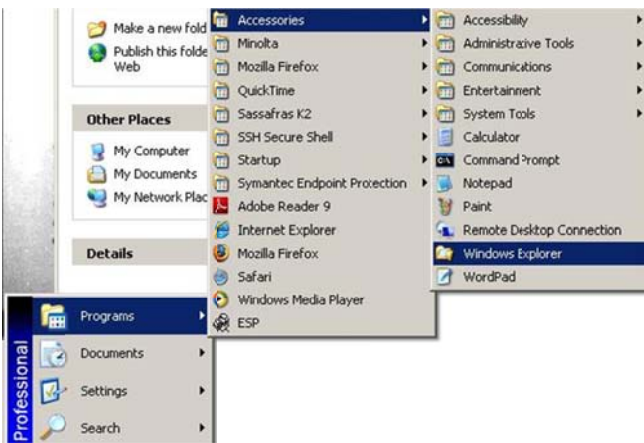 Make a new fold
Publish this folde
Web
Other Places
My Computer
My Documents
My Network Plac
Details
Professional
Programs
Documents
Settings
Search
Accessories
Minolta
Mozilla Firefox
QuickTime
Sassafras K2
SSH Secure Shell
Startup
Symantec Endpoint Protection
Adobe Reader 9
Internet Explorer
Mozilla Firefox
Safari
Windows Media Player
ESP
Accessibility
Administrative Tools
Communications
Entertainment
System Tools
Calculator
Command Prompt
Notepad
Paint
Remote Desktop Connection
Windows Explorer
WordPad